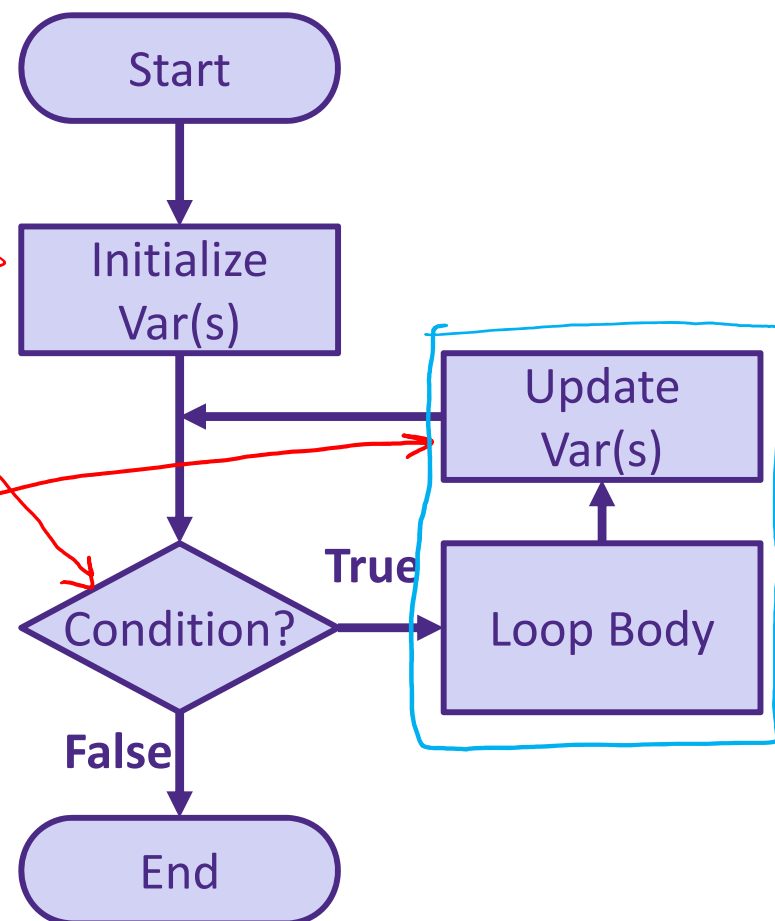 Start
Initialize
Var(s)
Update
Var(s)
True
Condition?
Loop Body
False
End